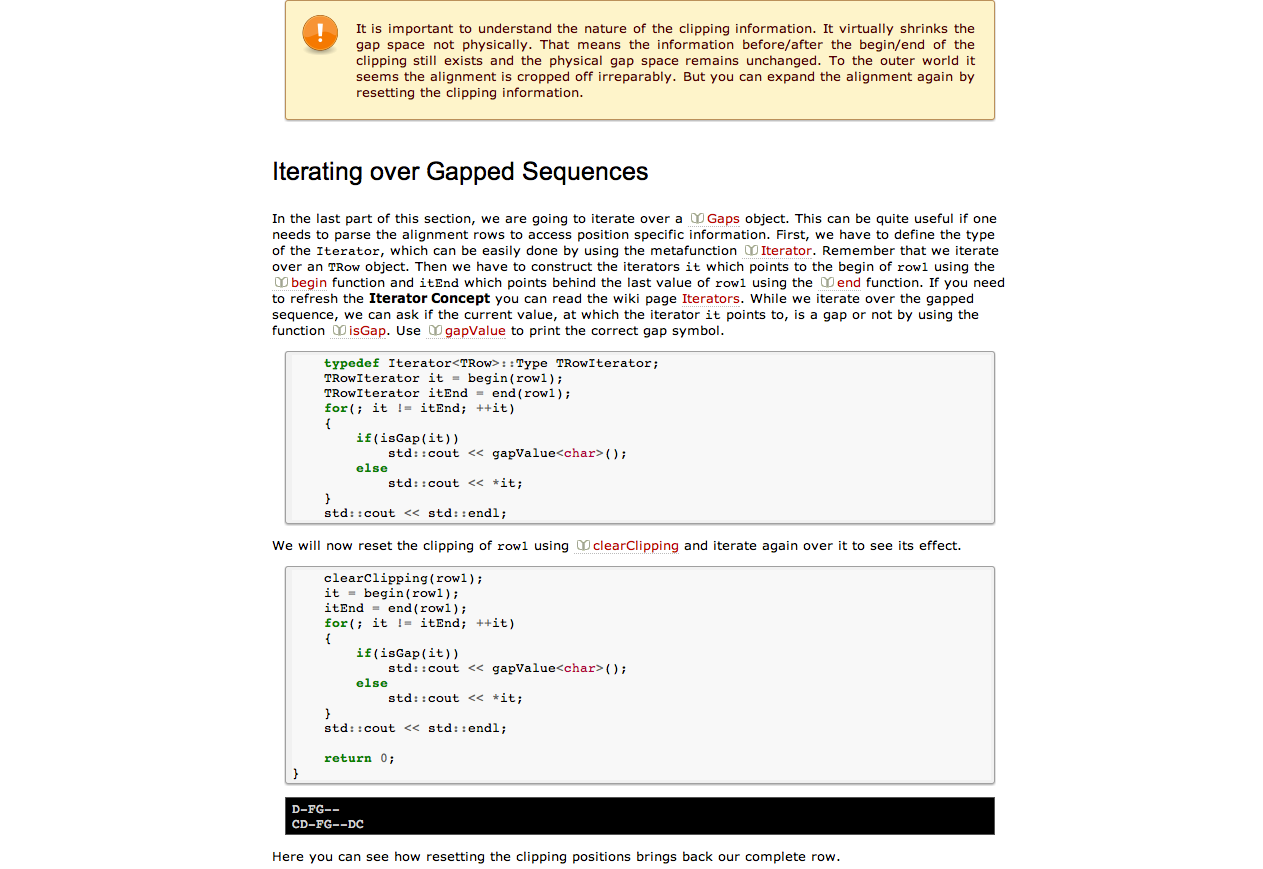 It is important to understand the nature of the clipping information. It virtually shrinks the
gap space not physically. That means the information before/after the begin/end of the
clipping still exists and the physical gap space remains unchanged. To the outer world it
seems the alignment is cropped off irreparably. But you can expand the alignment again by
resetting the clipping information.
Iterating over Gapped Sequences
In the last part of this section, we are going to iterate over a Gaps object. This can be quite useful if one
needs to parse the alignment rows to access position specific information. First, we have to define the type
of the Iterator, which can be easily done by using the metafunction Iterator. Remember that we iterate
over an TRow object. Then we have to construct the iterators it which points to the begin of row1 using the
begin function and itEnd which points behind the last value of row1 using the end function. If you need
to refresh the Iterator Concept you can read the wiki page Iterators. While we iterate over the gapped
sequence, we can ask if the current value, at which the iterator it points to, is a gap or not by using the
function isGap. Use gapValue to print the correct gap symbol.
    typedef Iterator<TRow>::Type TRowIterator;
    TRowIterator it = begin(row1);
    TRowIterator itEnd = end(row1);
    for(; it != itEnd; ++it)
    {
        if(isGap(it))
            std::cout << gapValue<char>();
        else
            std::cout << *it;
    }
    std::cout << std::endl;
We will now reset the clipping of row1 using clearClipping and iterate again over it to see its effect.
    clearClipping(row1);
    it = begin(row1);
    itEnd = end(row1);
    for(; it != itEnd; ++it)
    {
        if(isGap(it))
            std::cout << gapValue<char>();
        else
            std::cout << *it;
    }
    std::cout << std::endl;
    return 0;
}
D-FG--
CD-FG--DC
Here you can see how resetting the clipping positions brings back our complete row.